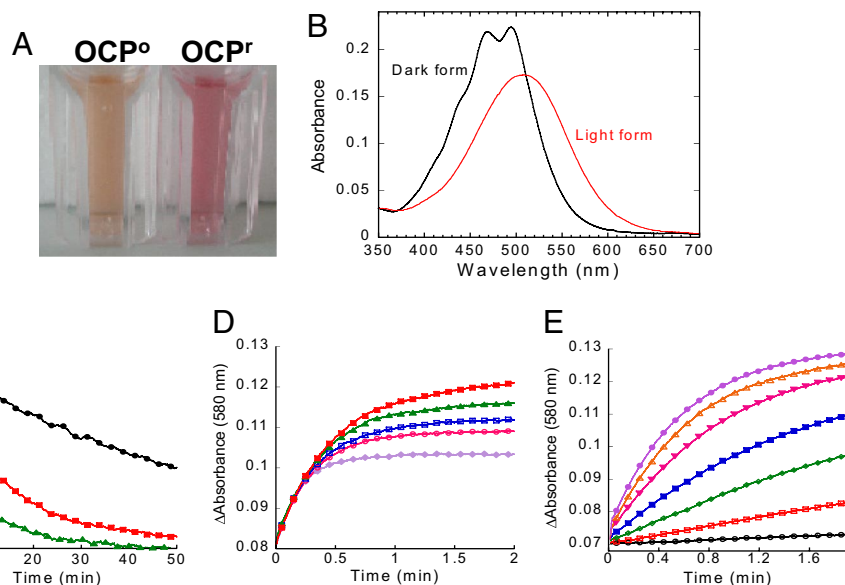 A
OCPᵒ OCPʳ
B
Absorbance
0.2
0.15
0.1
0.05
0
Dark form
Light form
350 400 450 500 550 600 650 700
Wavelength (nm)
20 30 40 50
Time (min)
D
ΔAbsorbance (580 nm)
0.13
0.12
0.11
0.1
0.09
0.08
0 0.5 1 1.5 2
Time (min)
E
ΔAbsorbance (580 nm)
0.13
0.12
0.11
0.1
0.09
0.08
0.07
0 0.4 0.8 1.2 1.6
Time (min)